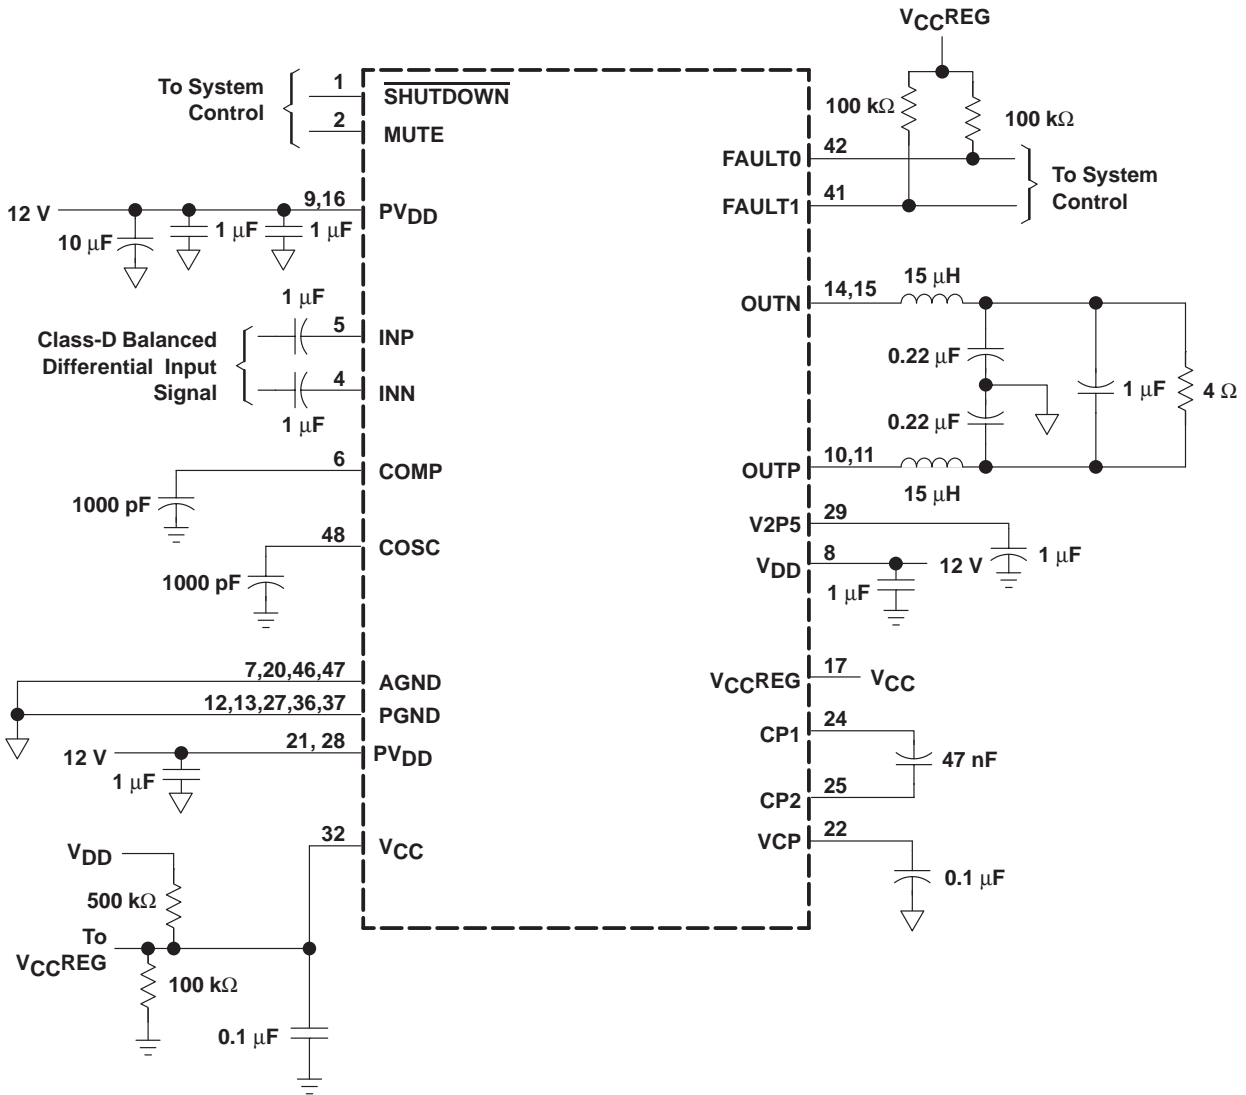 VCCREG
To System
Control
1
SHUTDOWN
2
MUTE
100 kΩ
100 kΩ
FAULT0
42
FAULT1
41
To System
Control
12 V
9,16
PVDD
10 μF
1 μF
1 μF
OUTN
14,15
15 μH
0.22 μF
0.22 μF
1 μF
4 Ω
OUTP
10,11
15 μH
1 μF
Class-D Balanced
Differential Input
Signal
5
INP
4
INN
1 μF
6
COMP
1000 pF
48
COSC
1000 pF
V2P5
29
1 μF
VDD
8
12 V
1 μF
7,20,46,47
AGND
12,13,27,36,37
PGND
VCCREG
17
VCC
CP1
24
47 nF
CP2
25
12 V
21, 28
PVDD
1 μF
VCP
22
0.1 μF
32
VCC
VDD
500 kΩ
To
VCCREG
100 kΩ
0.1 μF